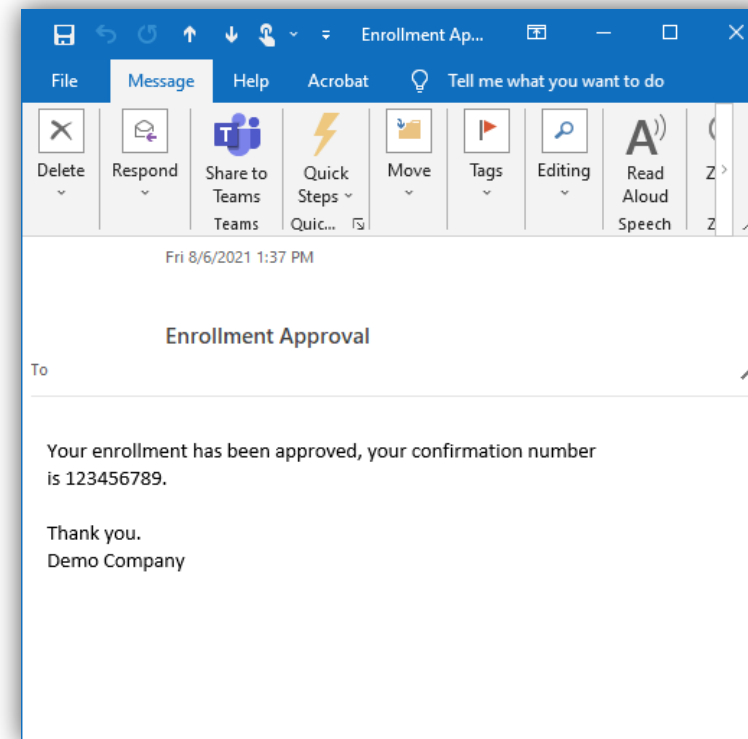 Enrollment Ap...
File Message Help Acrobat Tell me what you want to do
Delete Respond Share to Teams Quick Steps Move Tags Editing Read Aloud Z
Teams Quic... Speech Z
Fri 8/6/2021 1:37 PM
Enrollment Approval
To
Your enrollment has been approved, your confirmation number
is 123456789.
Thank you.
Demo Company